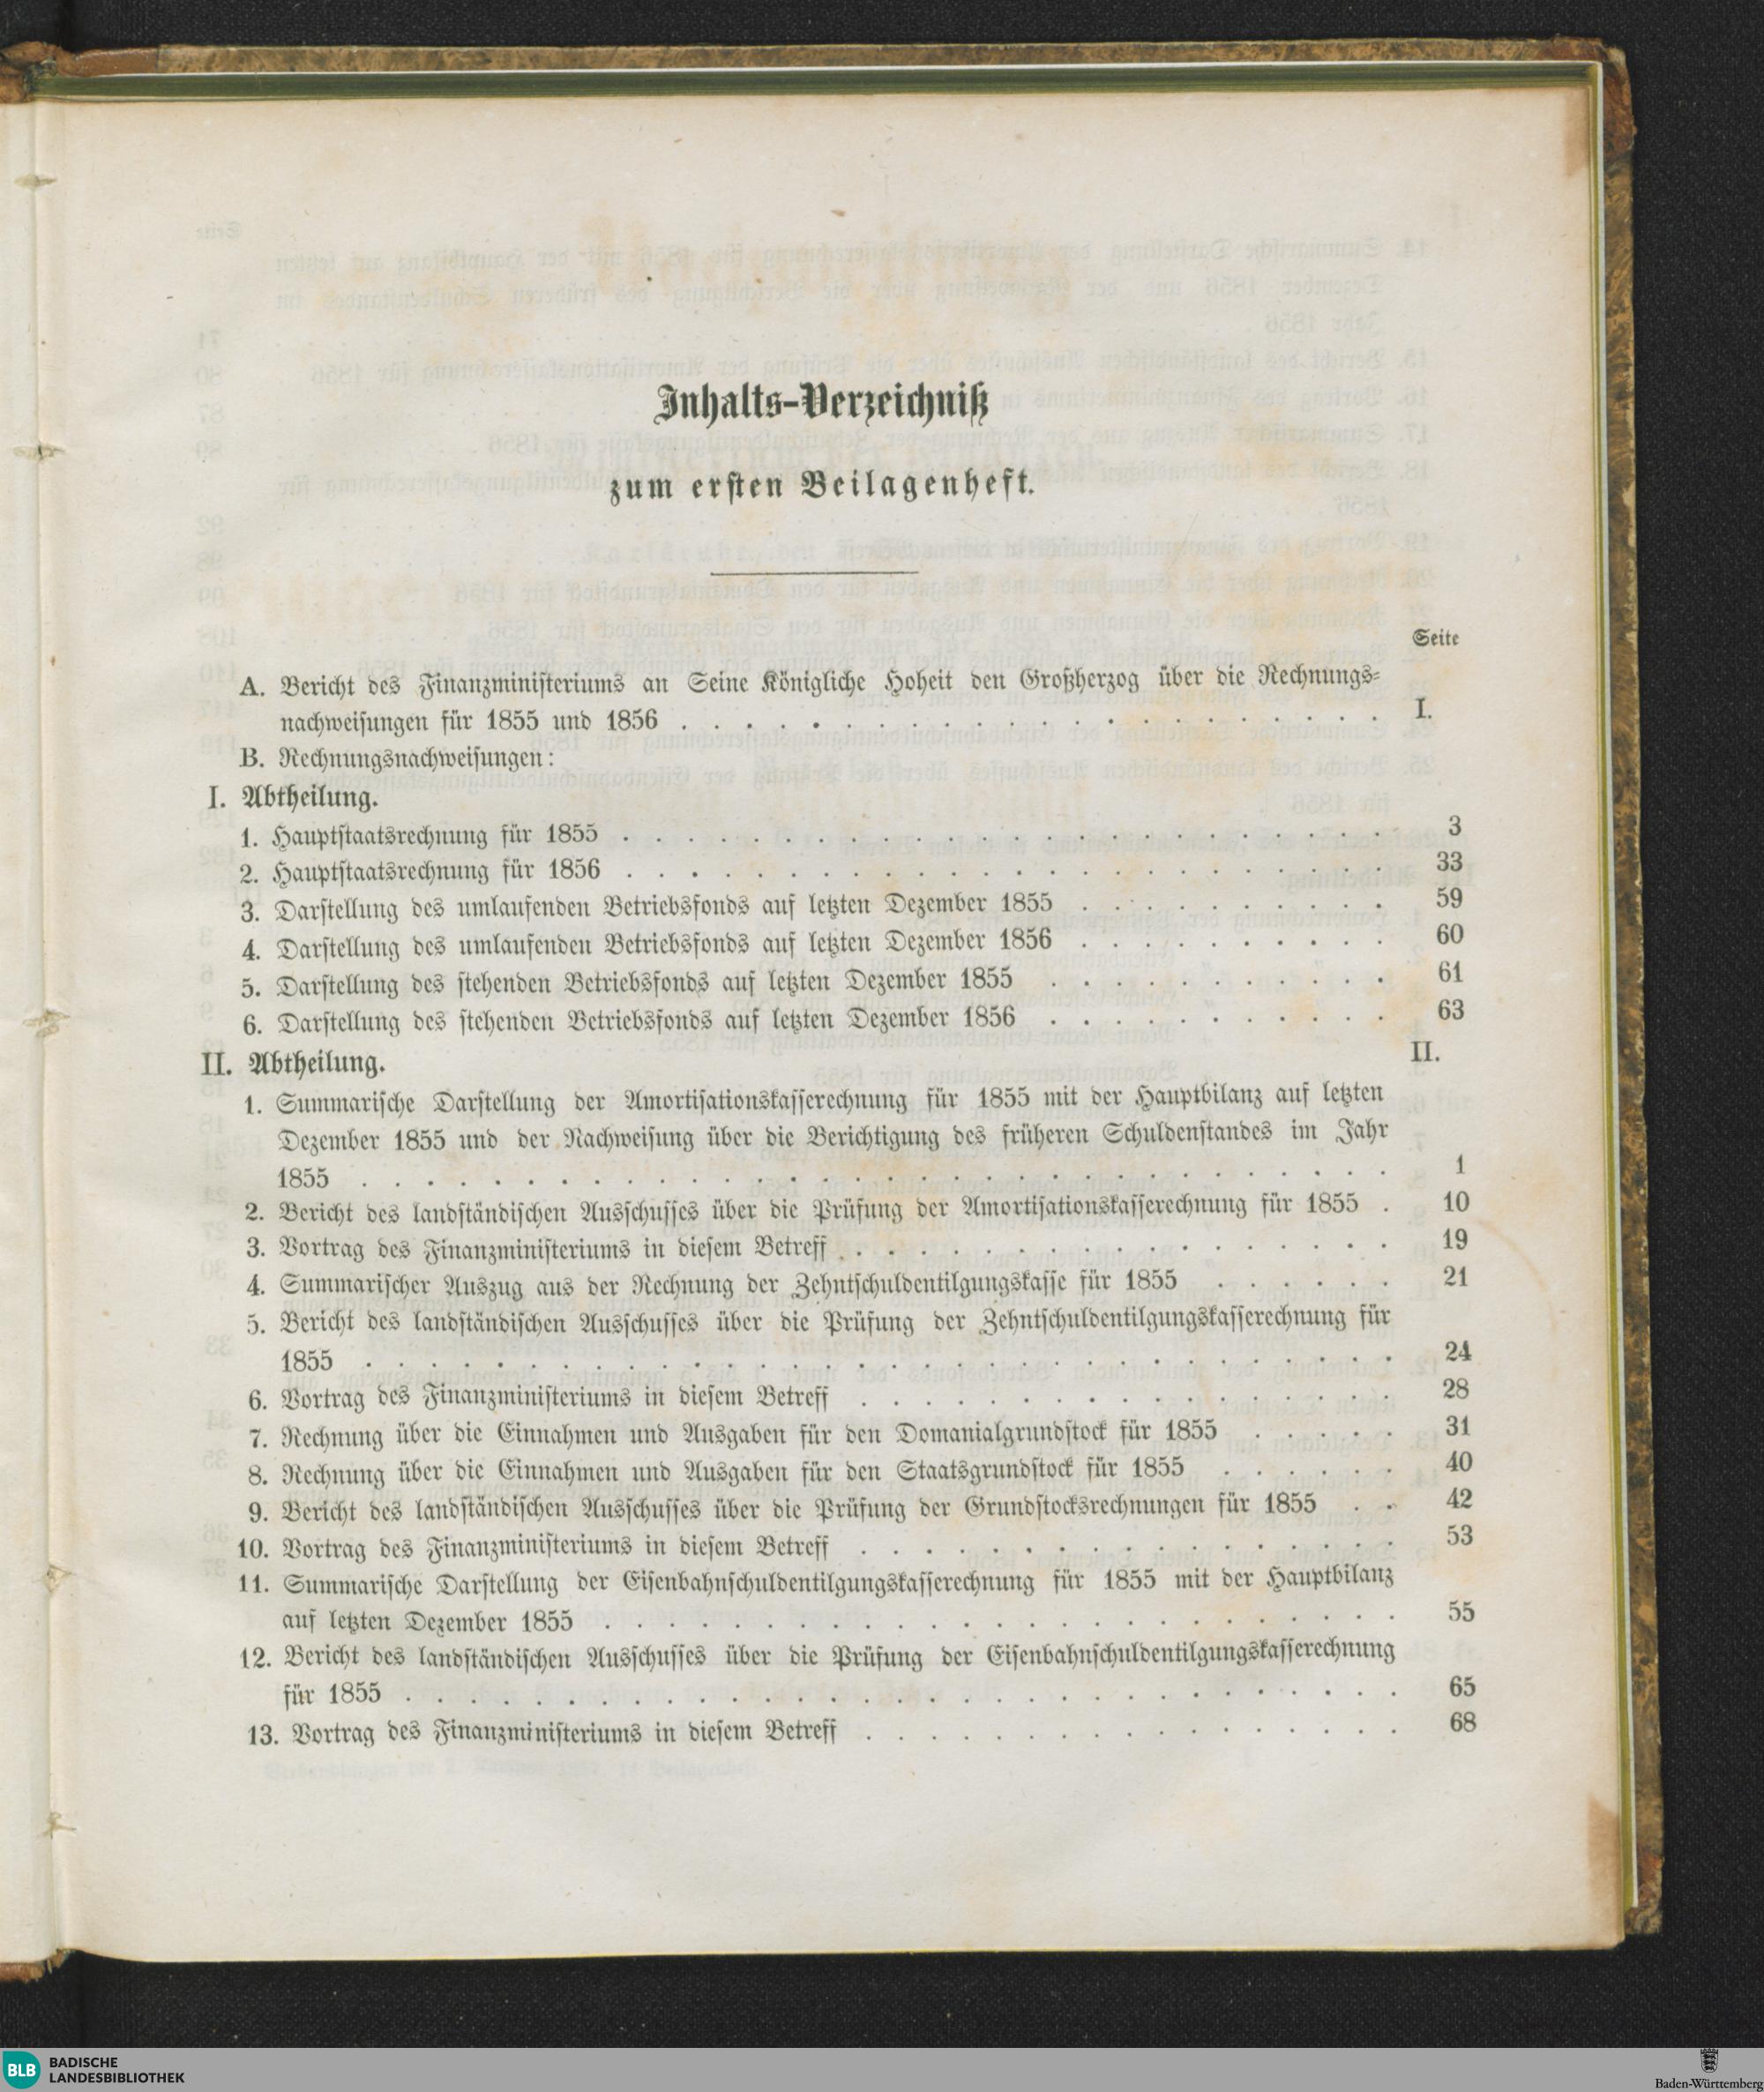 Inhalts-Verzeichniß
zum ersten Beilagenheft.
Seite
A. Bericht des Finanzministeriums an Seine Königliche Hoheit den Großherzog über die Rechnungs-
nachweisungen für 1855 und 1856 . . . . . . . . . . . . . . . . . . . . . . I.
B. Rechnungsnachweisungen:
I. Abtheilung.
1. Hauptstaatsrechnung für 1855 . . . . . . . . . . . . . . . . . . . . . . . . 3
2. Hauptstaatsrechnung für 1856 . . . . . . . . . . . . . . . . . . . . . . . . 33
3. Darstellung des umlaufenden Betriebsfonds auf letzten Dezember 1855 . . . . . . . . . . 59
4. Darstellung des umlaufenden Betriebsfonds auf letzten Dezember 1856 . . . . . . . . . . 60
5. Darstellung des stehenden Betriebsfonds auf letzten Dezember 1855 . . . . . . . . . . . 61
6. Darstellung des stehenden Betriebsfonds auf letzten Dezember 1856 . . . . . . . . . . . 63
II. Abtheilung. II.
1. Summarische Darstellung der Amortisationskasserechnung für 1855 mit der Hauptbilanz auf letzten
Dezember 1855 und der Nachweisung über die Berichtigung des früheren Schuldenstandes im Jahr
1855 . . . . . . . . . . . . . . . . . . . . . . . . . . . . . . . . 1
2. Bericht des landständischen Ausschusses über die Prüfung der Amortisationskasserechnung für 1855 . 10
3. Vortrag des Finanzministeriums in diesem Betreff . . . . . . . . . . . . . . . . . 19
4. Summarischer Auszug aus der Rechnung der Zehntschuldentilgungskasse für 1855 . . . . . . 21
5. Bericht des landständischen Ausschusses über die Prüfung der Zehntschuldentilgungskasserechnung für
1855 . . . . . . . . . . . . . . . . . . . . . . . . . . . . . . . . 24
6. Vortrag des Finanzministeriums in diesem Betreff . . . . . . . . . . . . . . . . . 28
7. Rechnung über die Einnahmen und Ausgaben für den Domanialgrundstock für 1855 . . . . . 31
8. Rechnung über die Einnahmen und Ausgaben für den Staatsgrundstock für 1855 . . . . . . 40
9. Bericht des landständischen Ausschusses über die Prüfung der Grundstocksrechnungen für 1855 . . 42
10. Vortrag des Finanzministeriums in diesem Betreff . . . . . . . . . . . . . . . . . 53
11. Summarische Darstellung der Eisenbahnschuldentilgungskasserechnung für 1855 mit der Hauptbilanz
auf letzten Dezember 1855 . . . . . . . . . . . . . . . . . . . . . . . . . 55
12. Bericht des landständischen Ausschusses über die Prüfung der Eisenbahnschuldentilgungskasserechnung
für 1855 . . . . . . . . . . . . . . . . . . . . . . . . . . . . . . . 65
13. Vortrag des Finanzministeriums in diesem Betreff . . . . . . . . . . . . . . . . . 68
BLB BADISCHE
LANDESBIBLIOTHEK
Baden-Württemberg